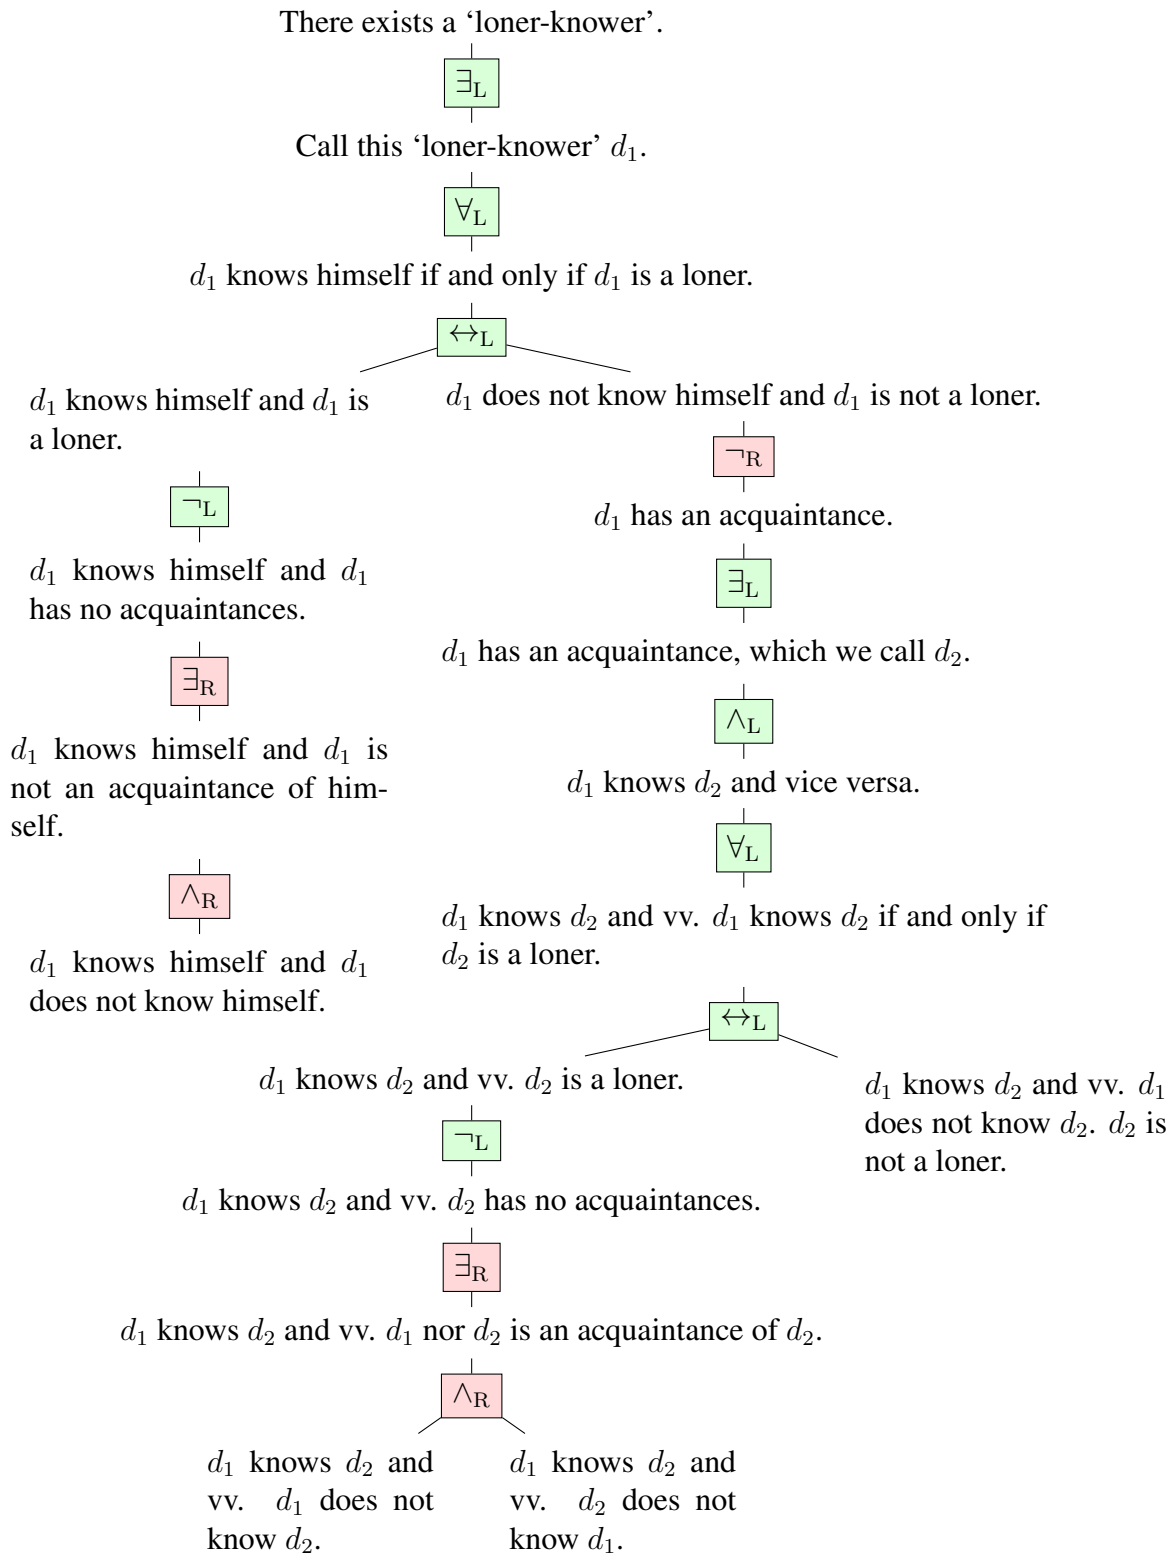 There exists a ‘loner-knower’.
∃L
Call this ‘loner-knower’ d1.
∀L
d1 knows himself if and only if d1 is a loner.
↔L
d1 knows himself and d1 is
a loner.
¬L
d1 knows himself and d1
has no acquaintances.
∃R
d1 knows himself and d1 is
not an acquaintance of him-
self.
∧R
d1 knows himself and d1
does not know himself.
d1 does not know himself and d1 is not a loner.
¬R
d1 has an acquaintance.
∃L
d1 has an acquaintance, which we call d2.
∧L
d1 knows d2 and vice versa.
∀L
d1 knows d2 and vv. d1 knows d2 if and only if
d2 is a loner.
↔L
d1 knows d2 and vv. d2 is a loner.
¬L
d1 knows d2 and vv. d2 has no acquaintances.
∃R
d1 knows d2 and vv. d1 nor d2 is an acquaintance of d2.
∧R
d1 knows d2 and
vv. d1 does not
know d2.
d1 knows d2 and
vv. d2 does not
know d1.
d1 knows d2 and vv. d1
does not know d2. d2 is
not a loner.